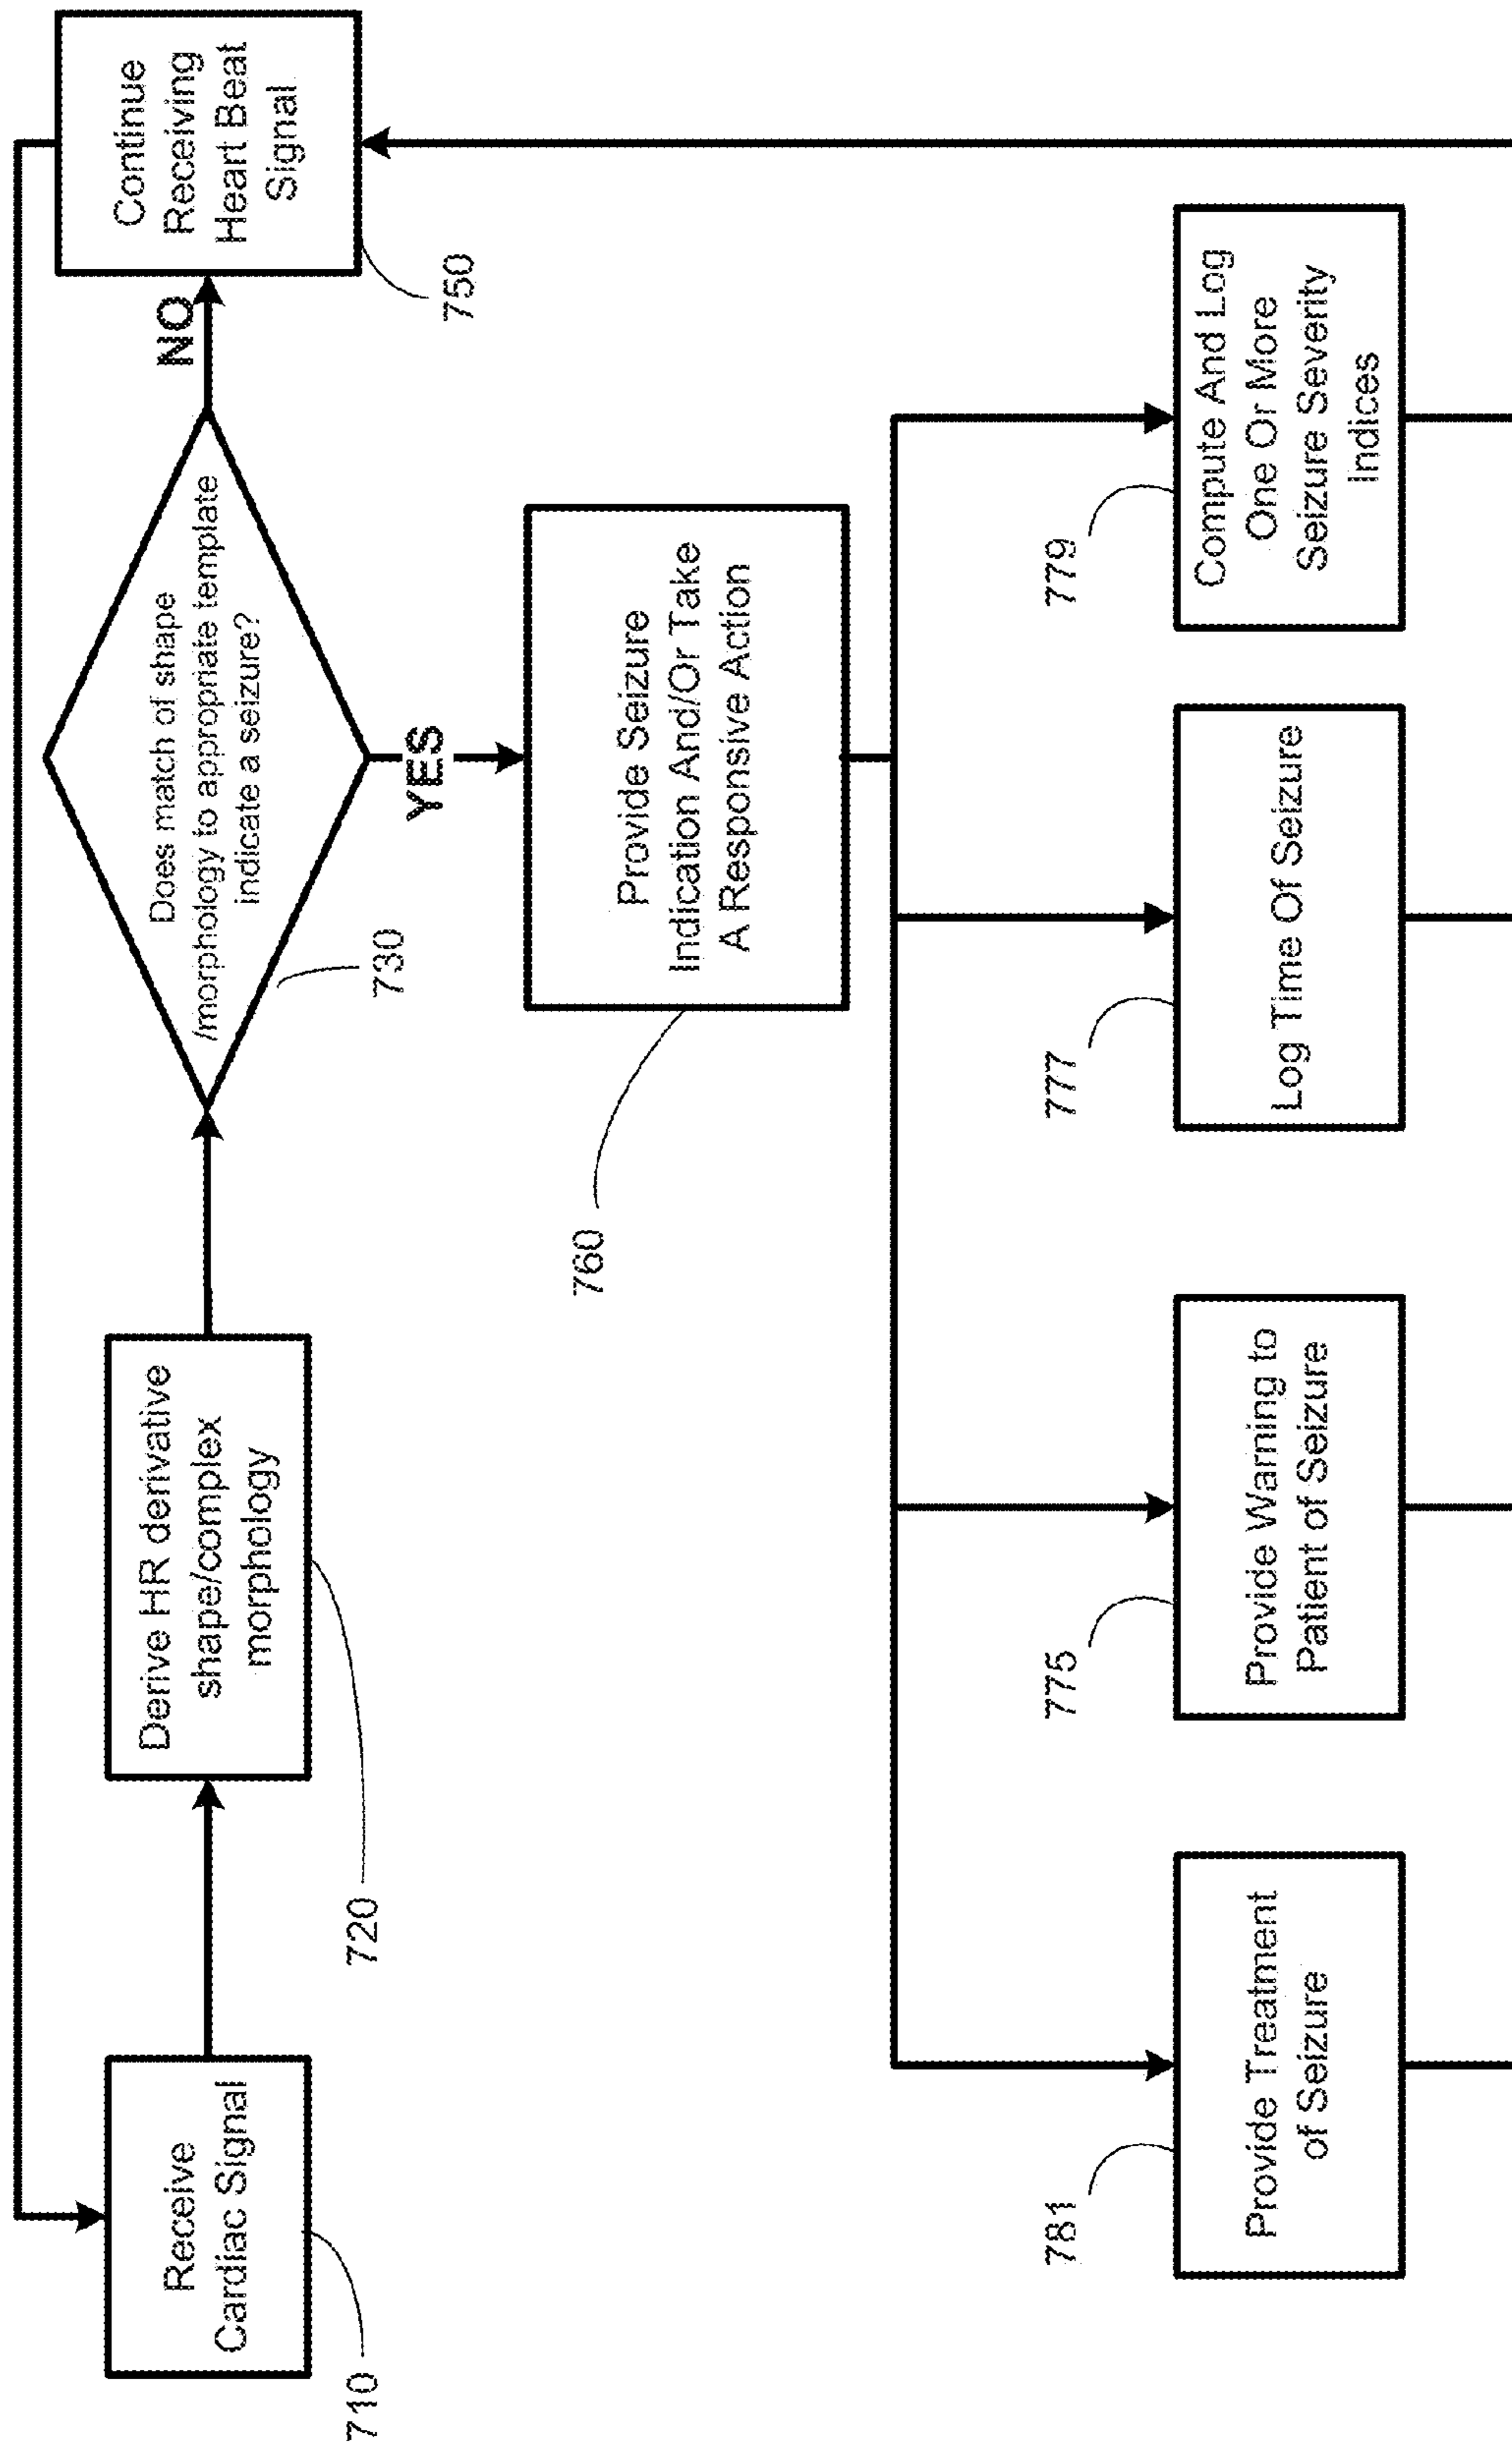 Receive
Cardiac Signal
710
Derive HR derivative
shape/complex
morphology
720
Does match of shape
/morphology to appropriate template
indicate a seizure?
730
NO
Continue
Receiving
Heart Beat
Signal
750
YES
Provide Seizure
Indication And/Or Take
A Responsive Action
760
781
Provide Treatment
of Seizure
775
Provide Warning to
Patient of Seizure
777
Log Time Of Seizure
779
Compute And Log
One Or More
Seizure Severity
Indices